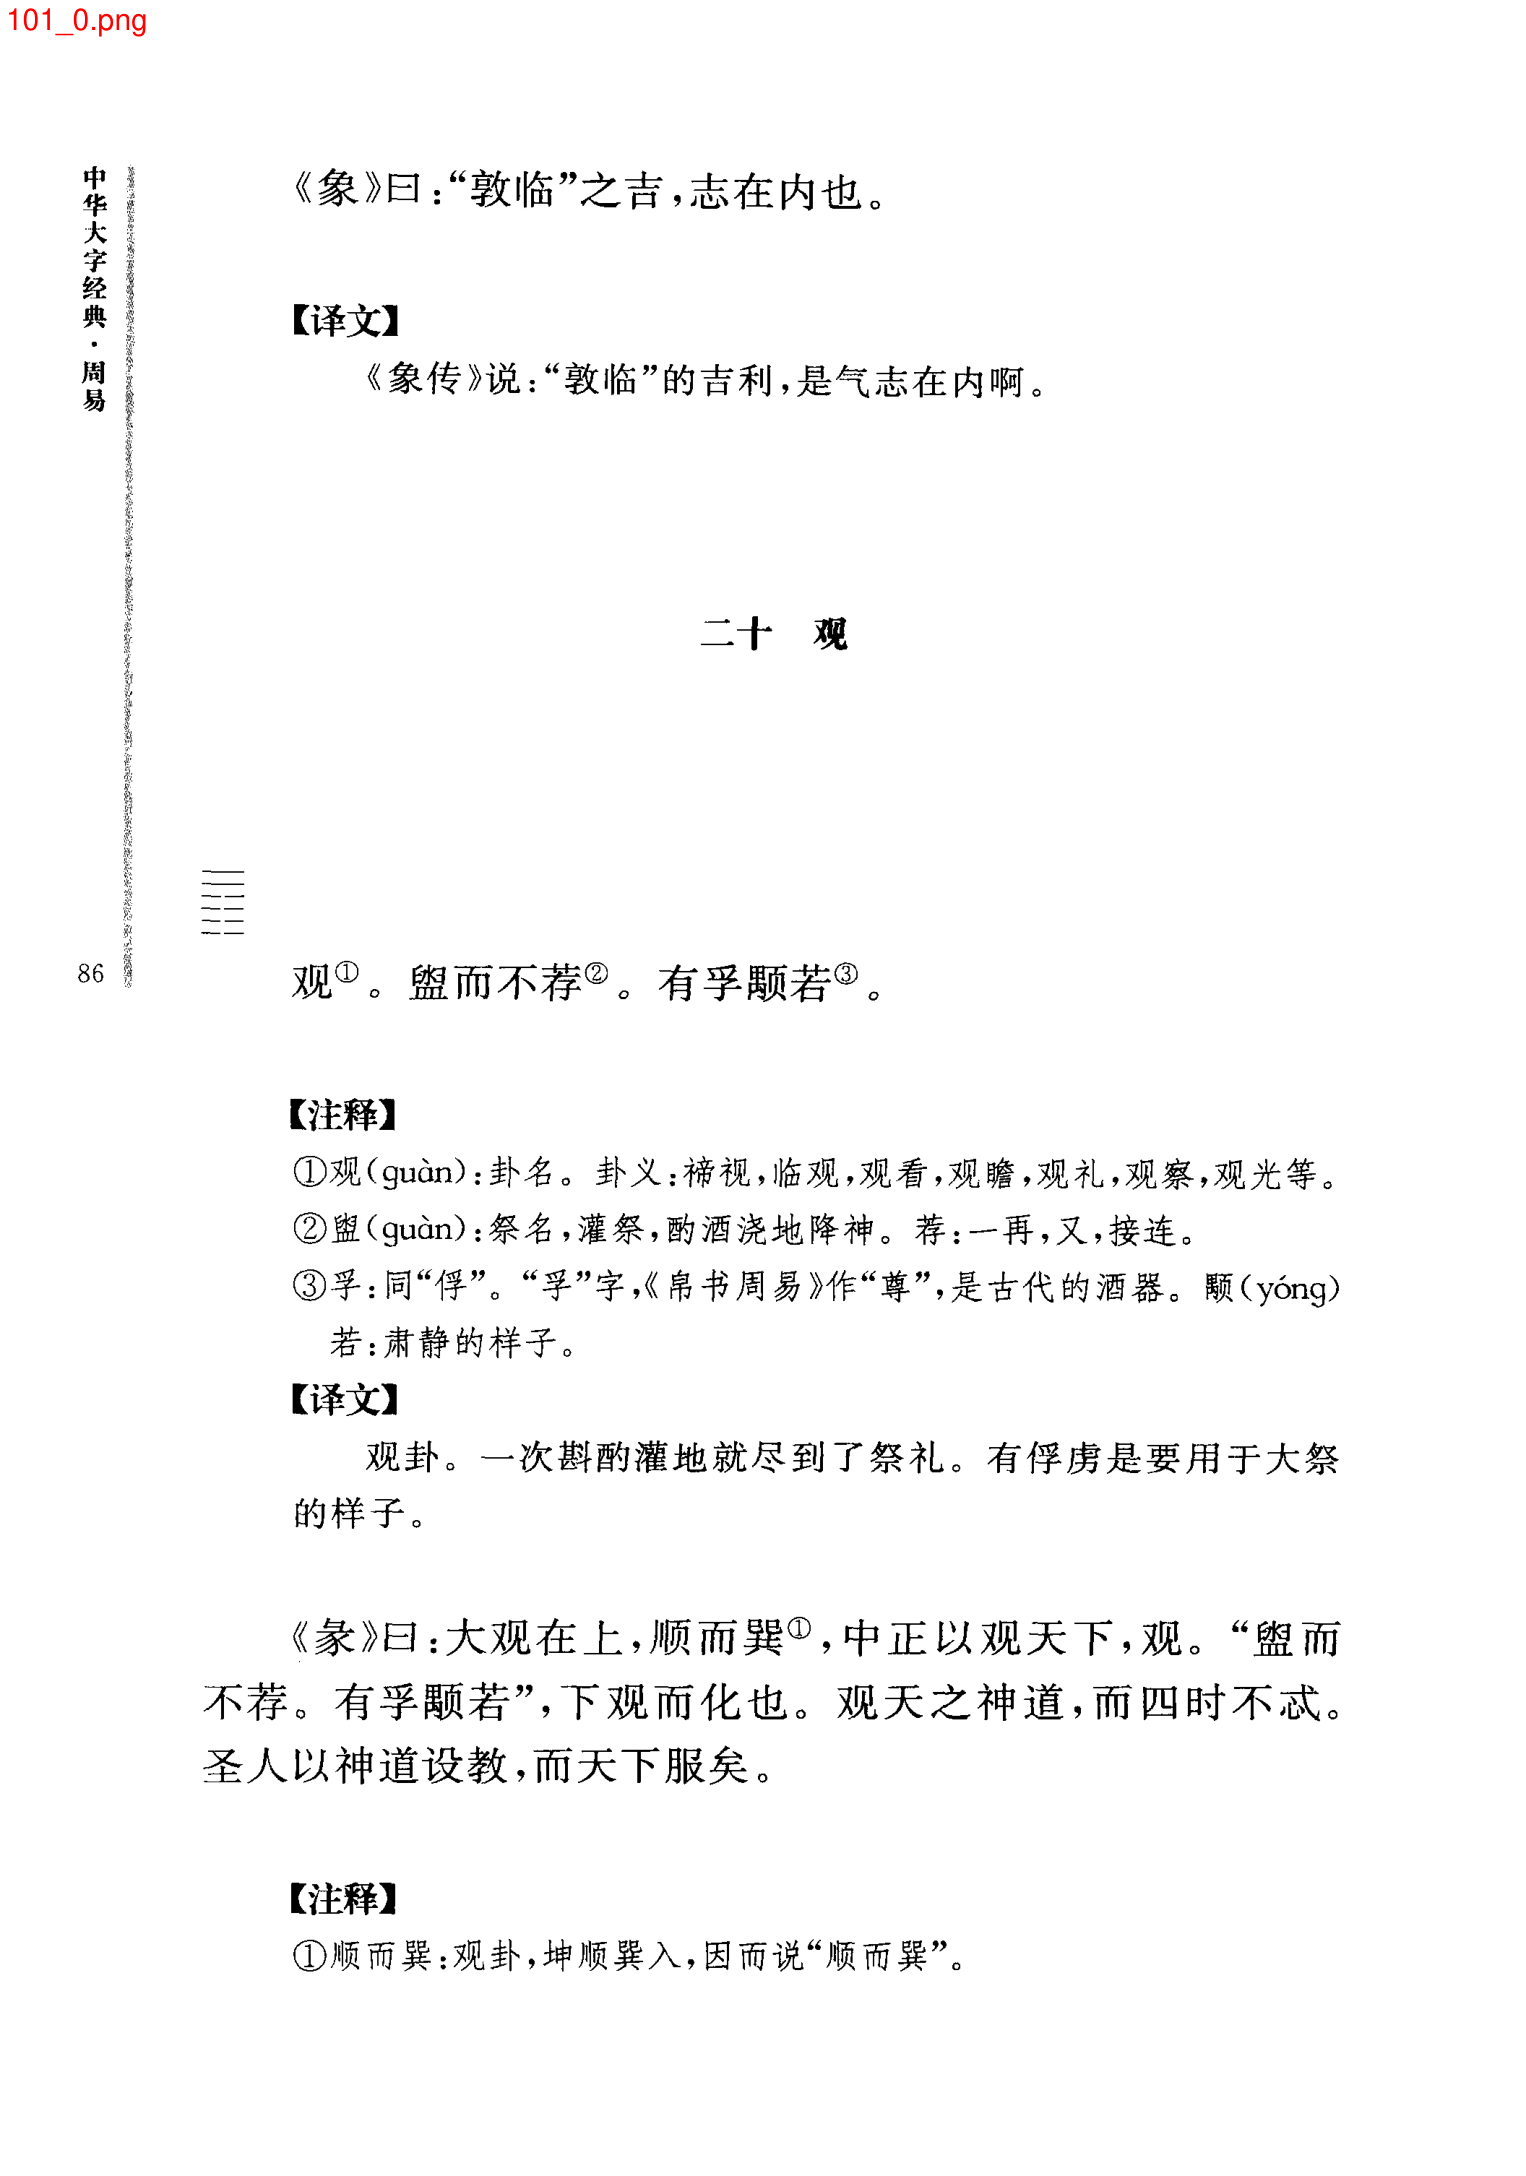 101_0.png
中华大字经典·周易
《象》曰:“敦临”之吉,志在内也。
【译文】
《象传》说:“敦临”的吉利,是气志在内啊。
二十 观
86
观①。盥而不荐②。有孚颙若③。
【注释】
①观(guàn):卦名。卦义:褅视,临观,观看,观瞻,观礼,观察,观光等。
②盥(guàn):祭名,灌祭,酌酒浇地降神。荐:一再,又,接连。
③孚:同“俘”。“孚”字,《帛书周易》作“尊”,是古代的酒器。颙(yóng)
若:肃静的样子。
【译文】
观卦。一次斟酌灌地就尽到了祭礼。有俘虏是要用于大祭
的样子。
《彖》曰:大观在上,顺而巽①,中正以观天下,观。“盥而
不荐。有孚颙若”,下观而化也。观天之神道,而四时不忒。
圣人以神道设教,而天下服矣。
【注释】
①顺而巽:观卦,坤顺巽入,因而说“顺而巽”。